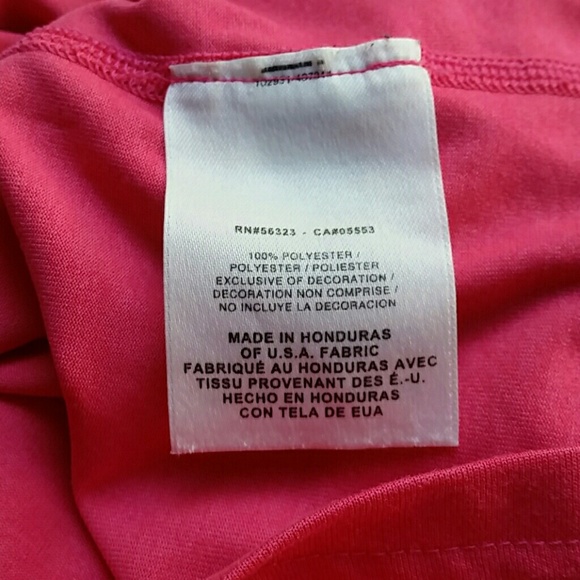 RN#56323 - CA#05553
100% POLYESTER /
POLYESTER / POLIESTER
EXCLUSIVE OF DECORATION /
DECORATION NON COMPRISE /
NO INCLUYE LA DECORACION
MADE IN HONDURAS
OF U.S.A. FABRIC
FABRIQUÉ AU HONDURAS AVEC
TISSU PROVENANT DES É.-U.
HECHO EN HONDURAS
CON TELA DE EUA